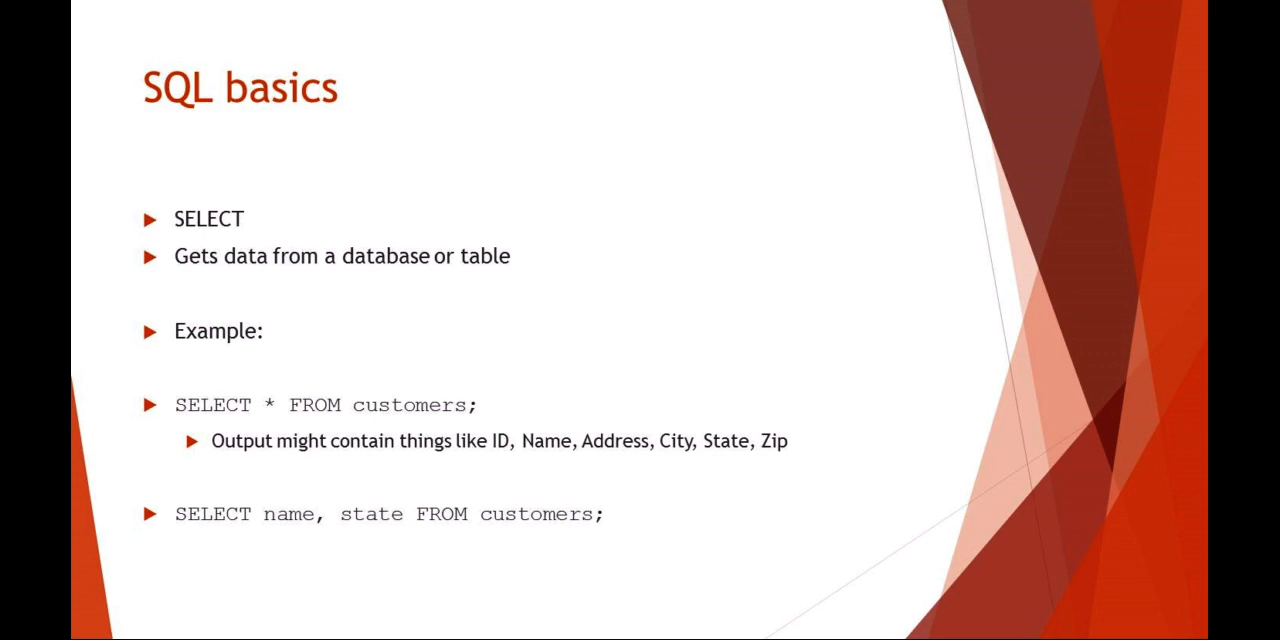 SQL basics
SELECT
Gets data from a database or table
Example:
SELECT * FROM customers;
Output might contain things like ID, Name, Address, City, State, Zip
SELECT name, state FROM customers;